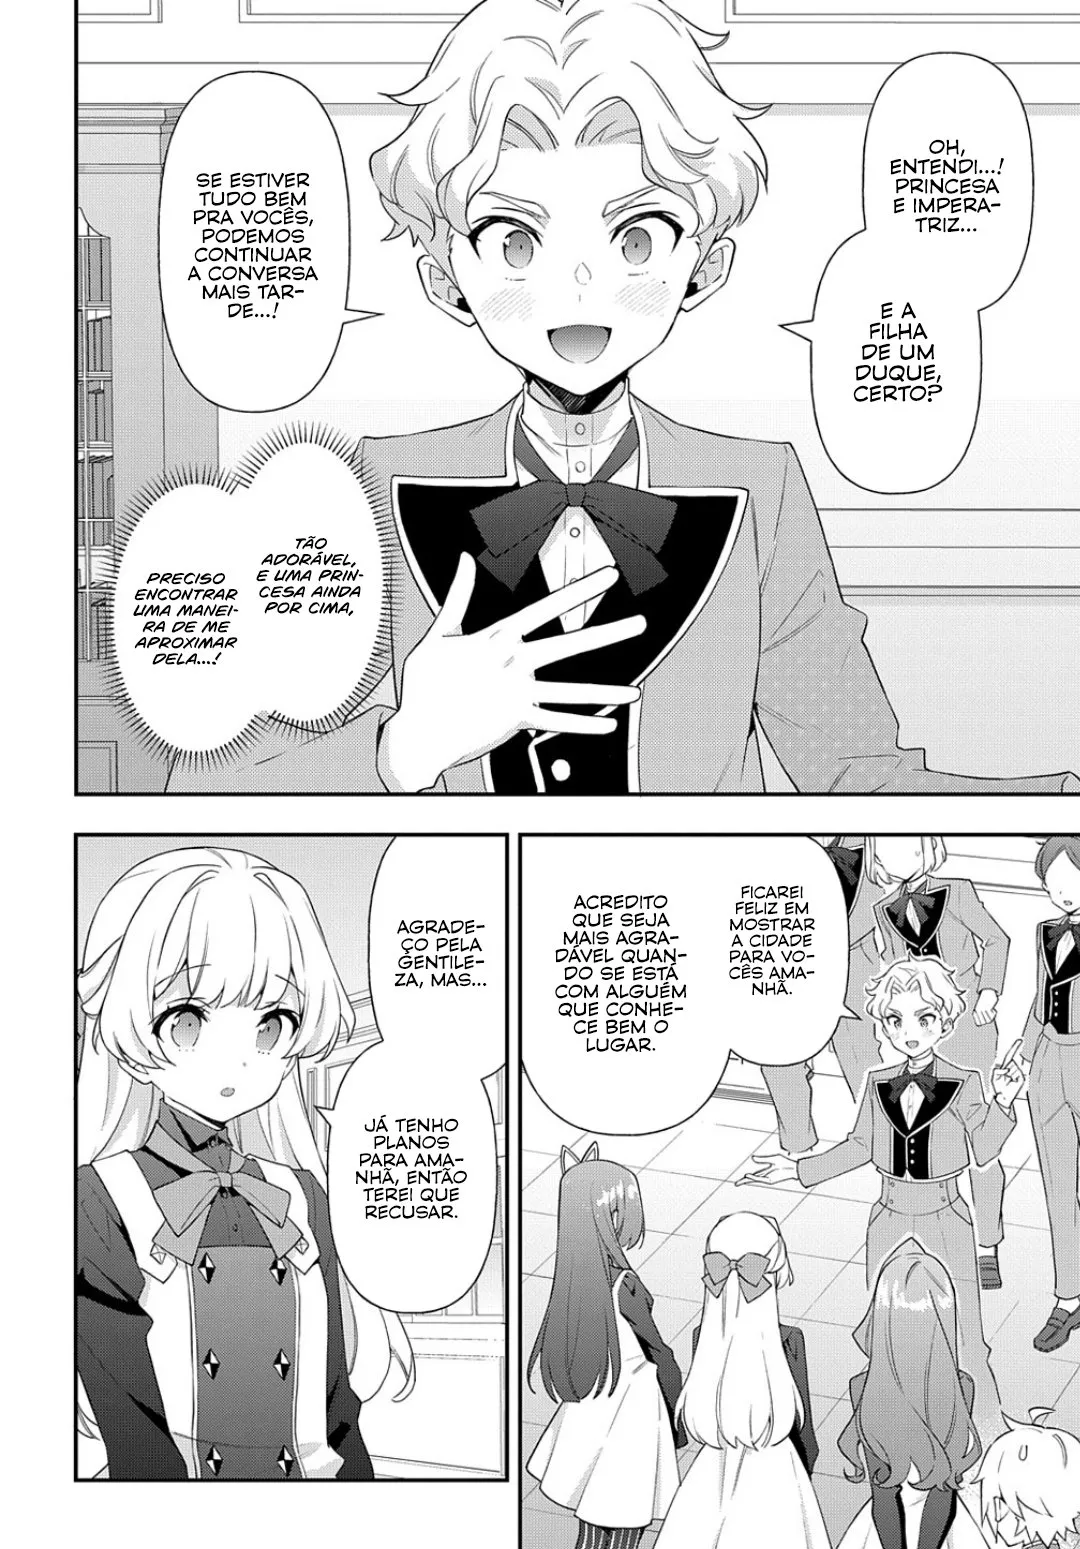 OH,
ENTENDI...!
PRINCESA
E IMPERA-
TRIZ...
E A
FILHA
DE UM
DUQUE,
CERTO?
SE ESTIVER
TUDO BEM
PRA VOCÊS,
PODEMOS
CONTINUAR
A CONVERSA
MAIS TAR-
DE...!
TÃO
ADORÁVEL,
E UMA PRIN-
CESA AINDA
POR CIMA,
PRECISO
ENCONTRAR
UMA MANEI-
RA DE ME
APROXIMAR
DELA...!
FICAREI
FELIZ EM
MOSTRAR
A CIDADE
PARA VO-
CÊS AMA-
NHÃ.
ACREDITO
QUE SEJA
MAIS AGRA-
DÁVEL QUAN-
DO SE ESTÁ
COM ALGUÉM
QUE CONHE-
CE BEM O
LUGAR.
AGRADE-
ÇO PELA
GENTILE-
ZA, MAS...
JÁ TENHO
PLANOS
PARA AMA-
NHÃ, ENTÃO
TEREI QUE
RECUSAR.